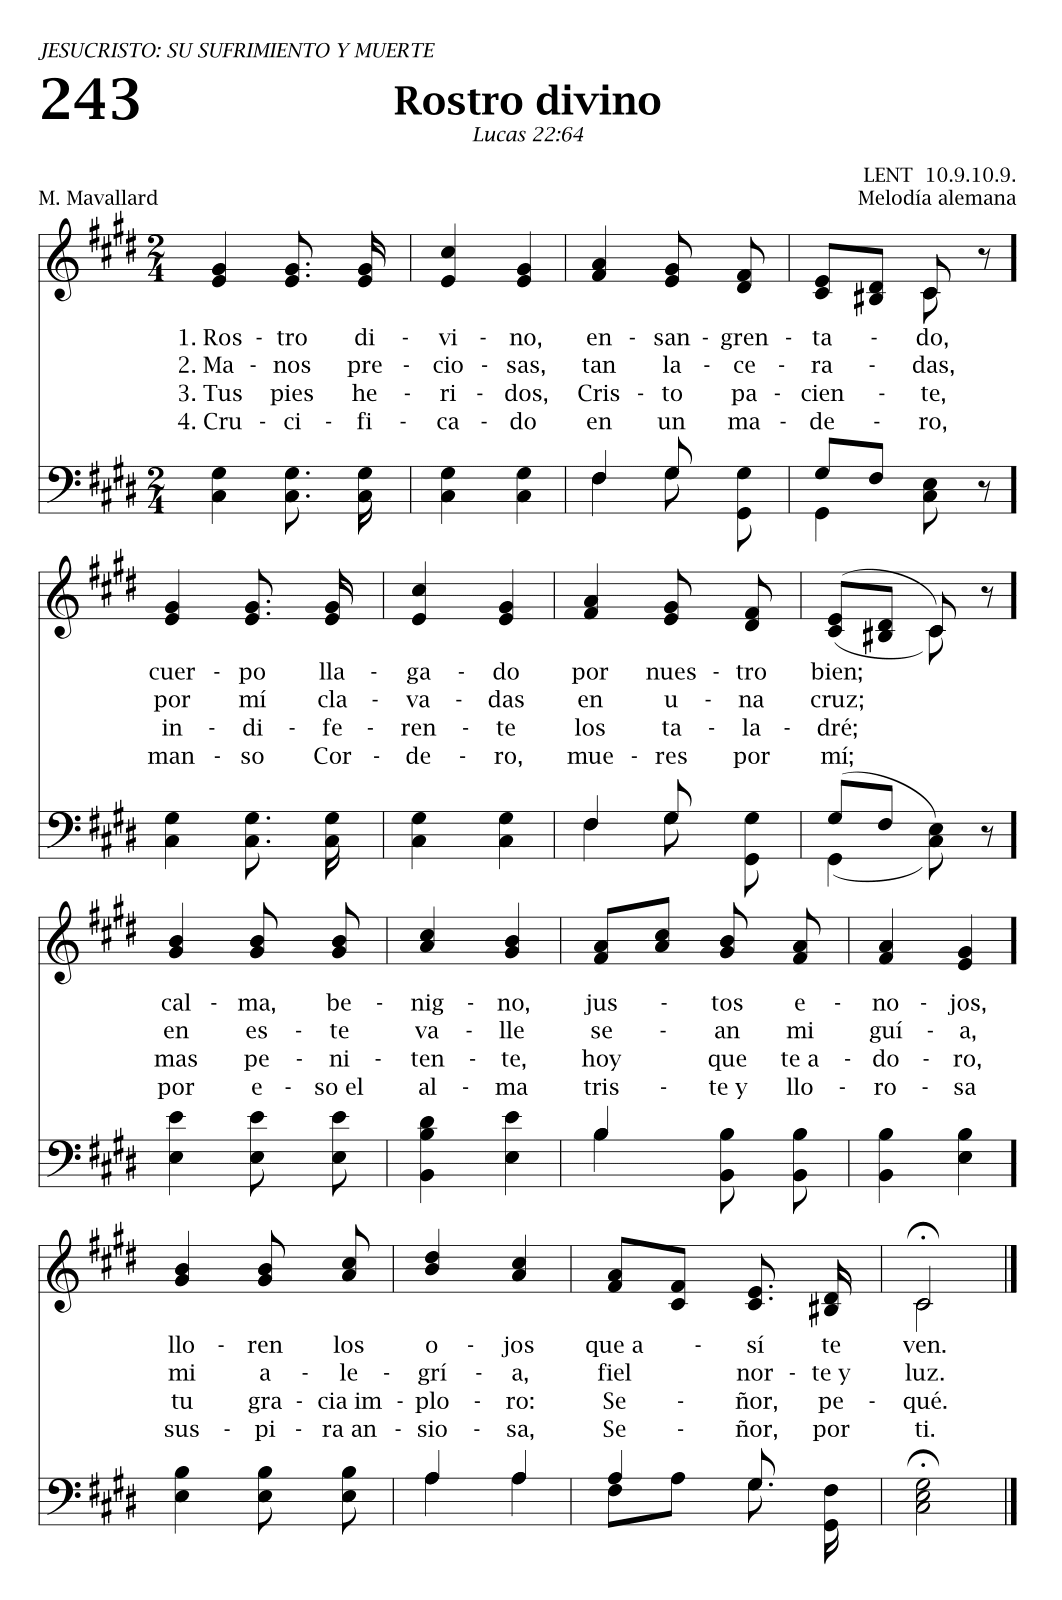 JESUCRISTO: SU SUFRIMIENTO Y MUERTE
243
Rostro divino
Lucas 22:64
LENT 10.9.10.9.
M. Mavallard
Melodía alemana
1. Ros - tro di - vi - no, en - san - gren - ta - do,
2. Ma - nos pre - cio - sas, tan la - ce - ra - das,
3. Tus pies he - ri - dos, Cris - to pa - cien - te,
4. Cru - ci - fi - ca - do en un ma - de - ro,
cuer - po lla - ga - do por nues - tro bien;
por mí cla - va - das en u - na cruz;
in - di - fe - ren - te los ta - la - dré;
man - so Cor - de - ro, mue - res por mí;
cal - ma, be - nig - no, jus - tos e - no - jos,
en es - te va - lle se - an mi guí - a,
mas pe - ni - ten - te, hoy que te a - do - ro,
por e - so el al - ma tris - te y llo - ro - sa
llo - ren los o - jos que a - sí te ven.
mi a - le - grí - a, fiel nor - te y luz.
tu gra - cia im - plo - ro: Se - ñor, pe - qué.
sus - pi - ra an - sio - sa, Se - ñor, por ti.